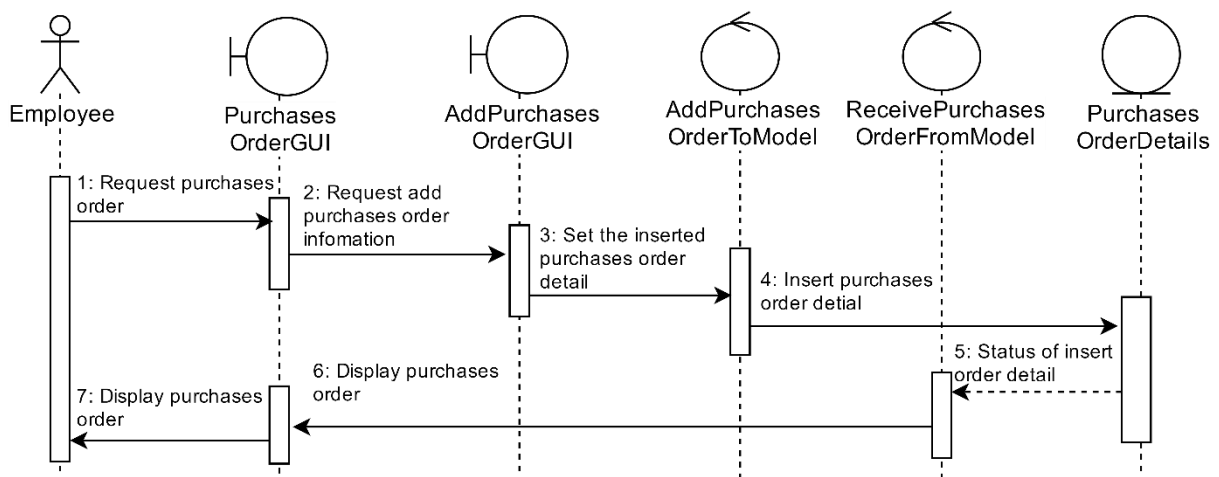 Employee
Purchases
OrderGUI
AddPurchases
OrderGUI
AddPurchases
OrderToModel
ReceivePurchases
OrderFromModel
Purchases
OrderDetails
1: Request purchases
order
2: Request add
purchases order
infomation
3: Set the inserted
purchases order
detail
4: Insert purchases
order detial
5: Status of insert
order detail
6: Display purchases
order
7: Display purchases
order